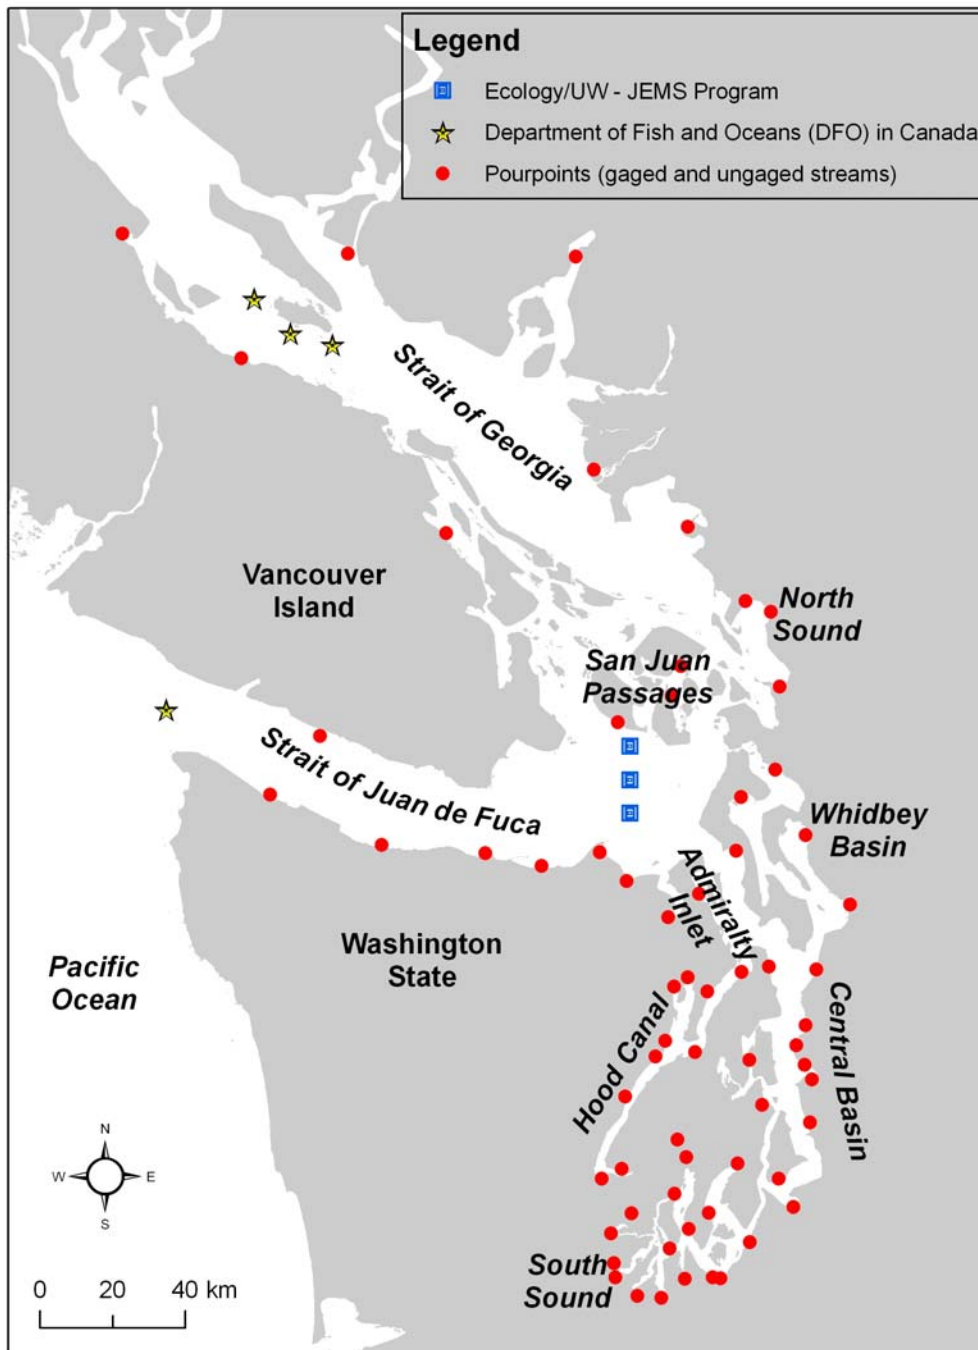 Legend
Ecology/UW - JEMS Program
Department of Fish and Oceans (DFO) in Canada
Pourpoints (gaged and ungaged streams)
Strait of Georgia
Vancouver
Island
North
Sound
San Juan
Passages
Strait of Juan de Fuca
Whidbey
Basin
Admiralty
Inlet
Washington
State
Pacific
Ocean
Hood Canal
Central Basin
South
Sound
N
W E
S
0 20 40 km